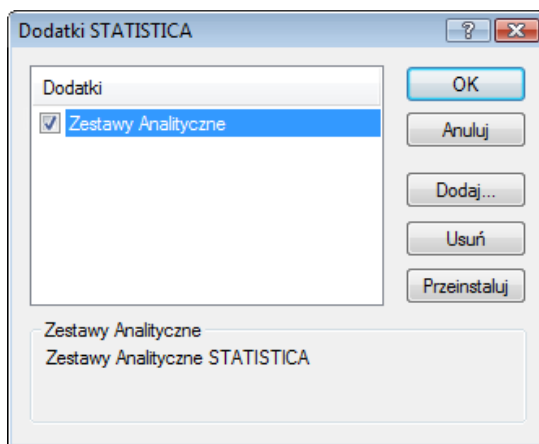 Dodatki STATISTICA
Dodatki
Zestawy Analityczne
OK
Anuluj
Dodaj...
Usuń
Przeinstaluj
Zestawy Analityczne
Zestawy Analityczne STATISTICA